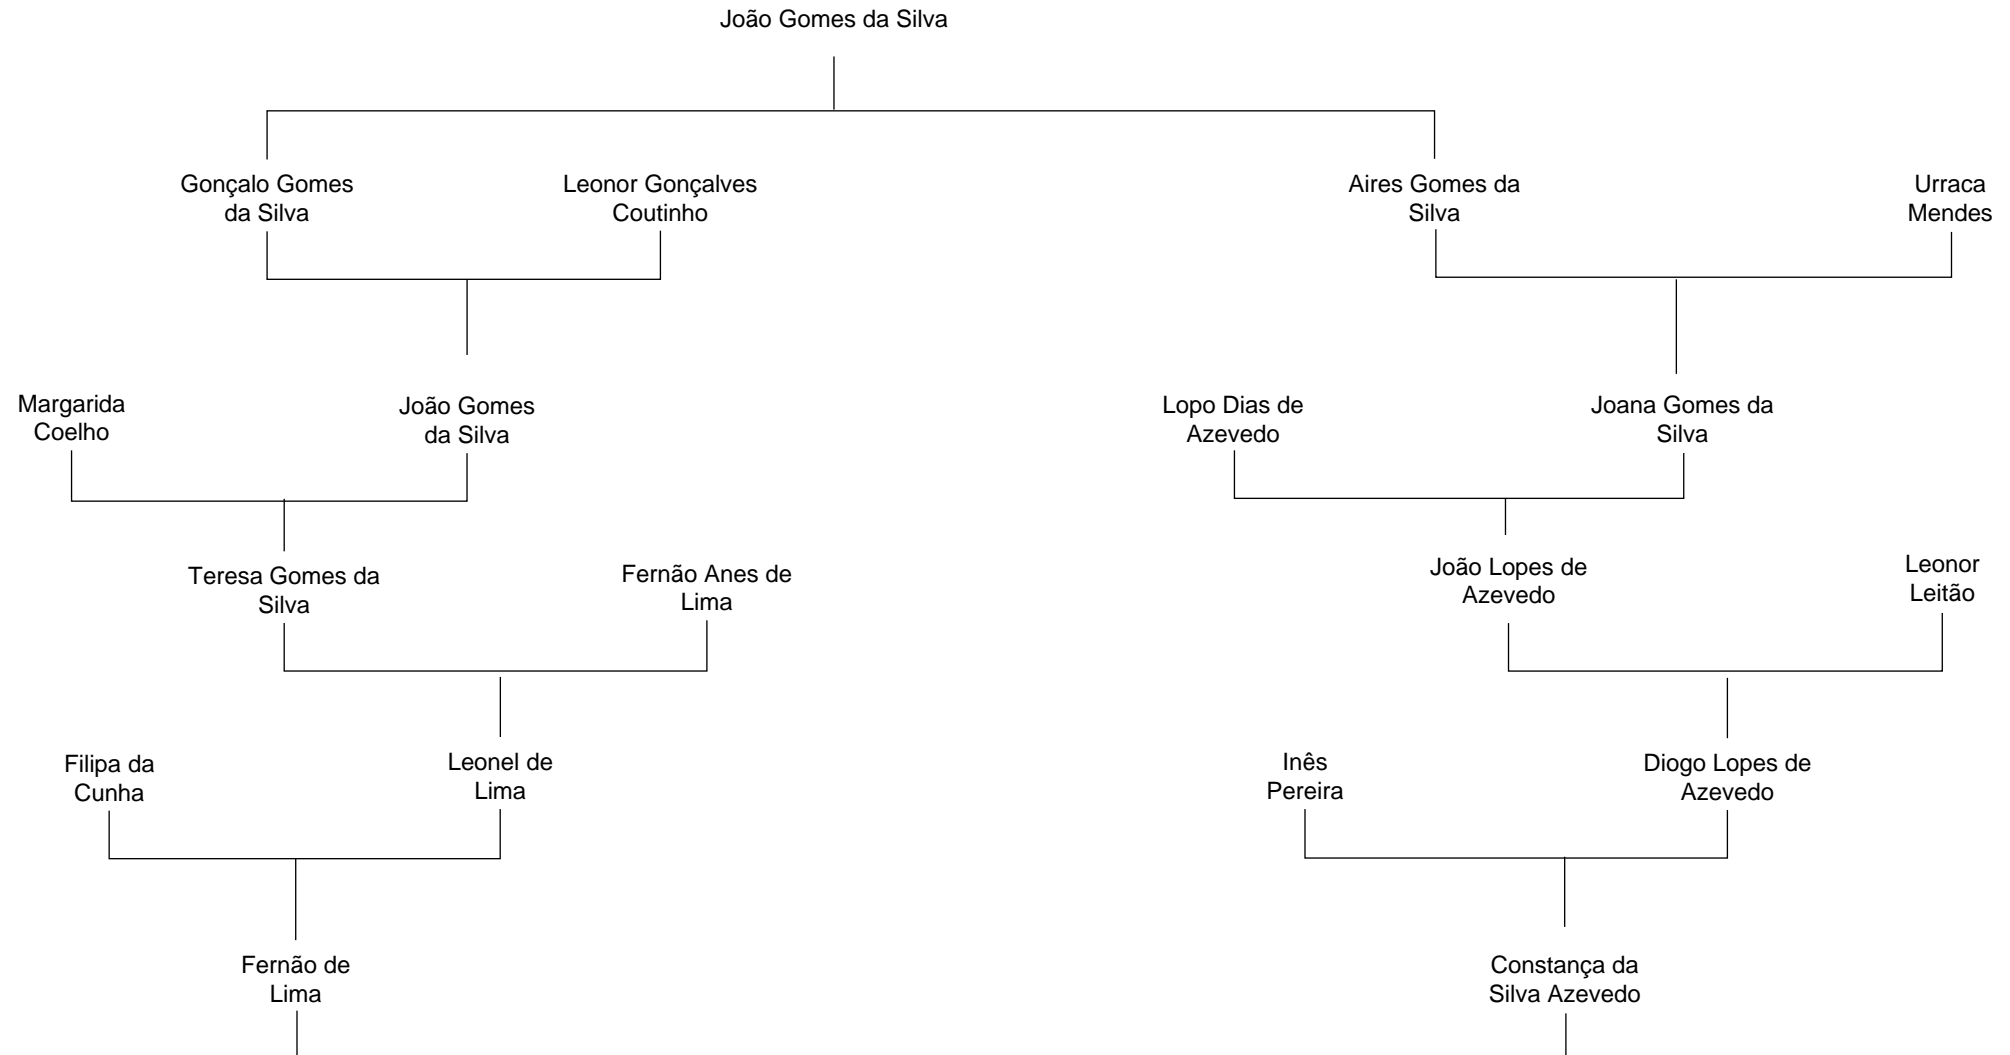 João Gomes da Silva
Gonçalo Gomes
da Silva
Leonor Gonçalves
Coutinho
Aires Gomes da
Silva
Urraca
Mendes
Margarida
Coelho
João Gomes
da Silva
Lopo Dias de
Azevedo
Joana Gomes da
Silva
Teresa Gomes da
Silva
Fernão Anes de
Lima
João Lopes de
Azevedo
Leonor
Leitão
Filipa da
Cunha
Leonel de
Lima
Inês
Pereira
Diogo Lopes de
Azevedo
Fernão de
Lima
Constança da
Silva Azevedo